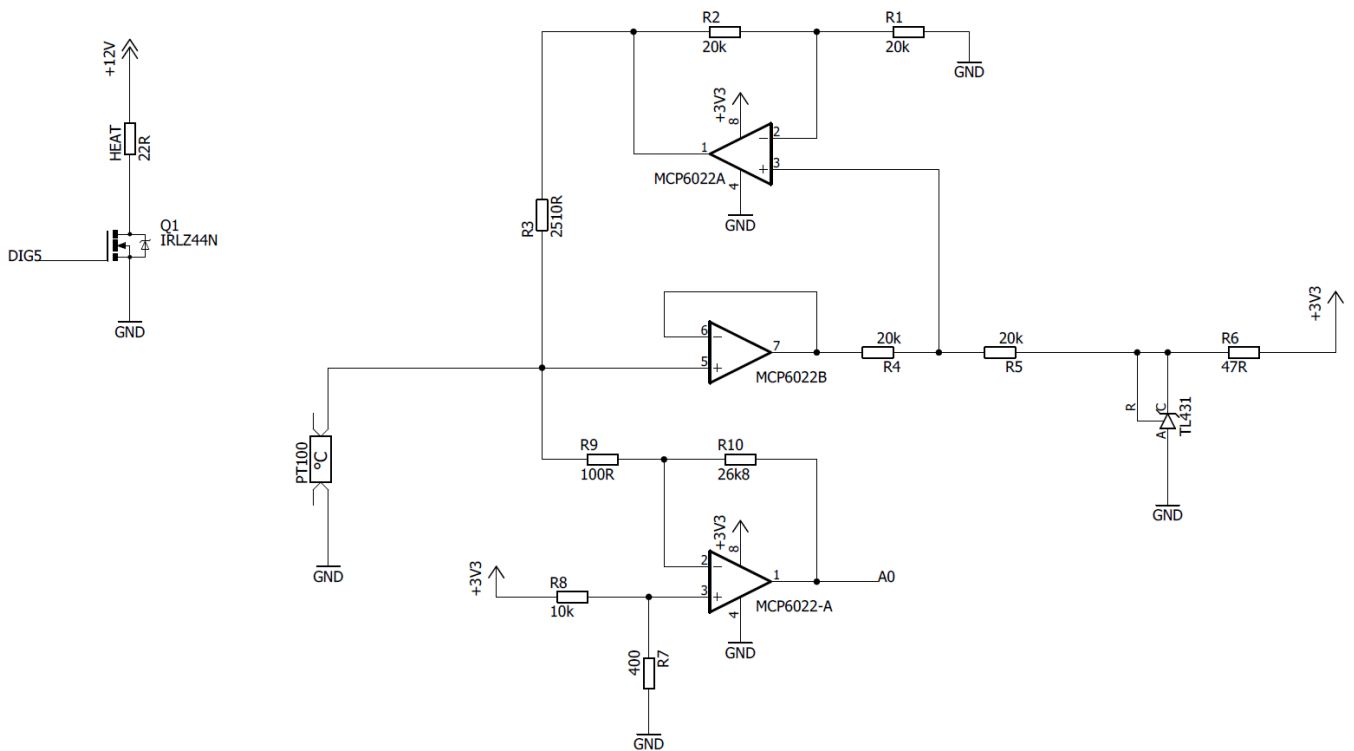 +12V
HEAT
22R
Q1
IRLZ44N
DIG5
GND
R2
20k
R1
20k
GND
+3V3
8
2
1
3
MCP6022A
4
GND
R3
2510R
6
7
5
MCP6022B
20k
R4
20k
R5
R6
47R
+3V3
R
C
A
TL431
GND
PT100
°C
GND
R9
100R
R10
26k8
+3V3
8
2
1
3
A0
MCP6022-A
4
GND
+3V3
R8
10k
400
R7
GND
−
+
−
+
−
+